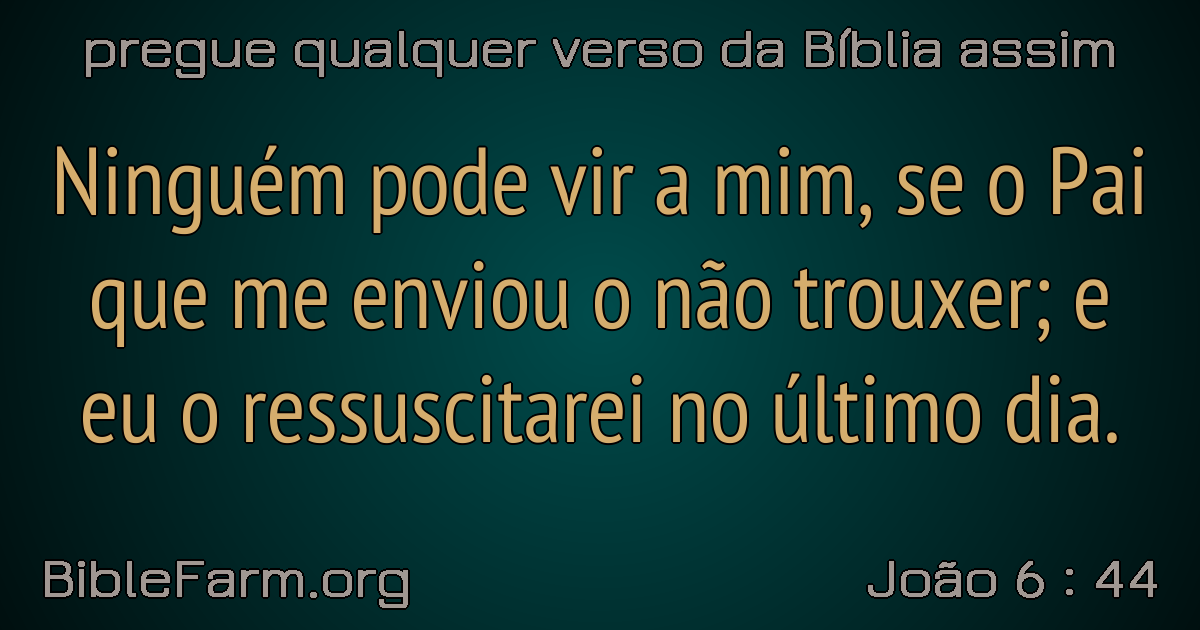 pregue qualquer verso da Bíblia assim
Ninguém pode vir a mim, se o Pai
que me enviou o não trouxer; e
eu o ressuscitarei no último dia.
BibleFarm.org
João 6 : 44